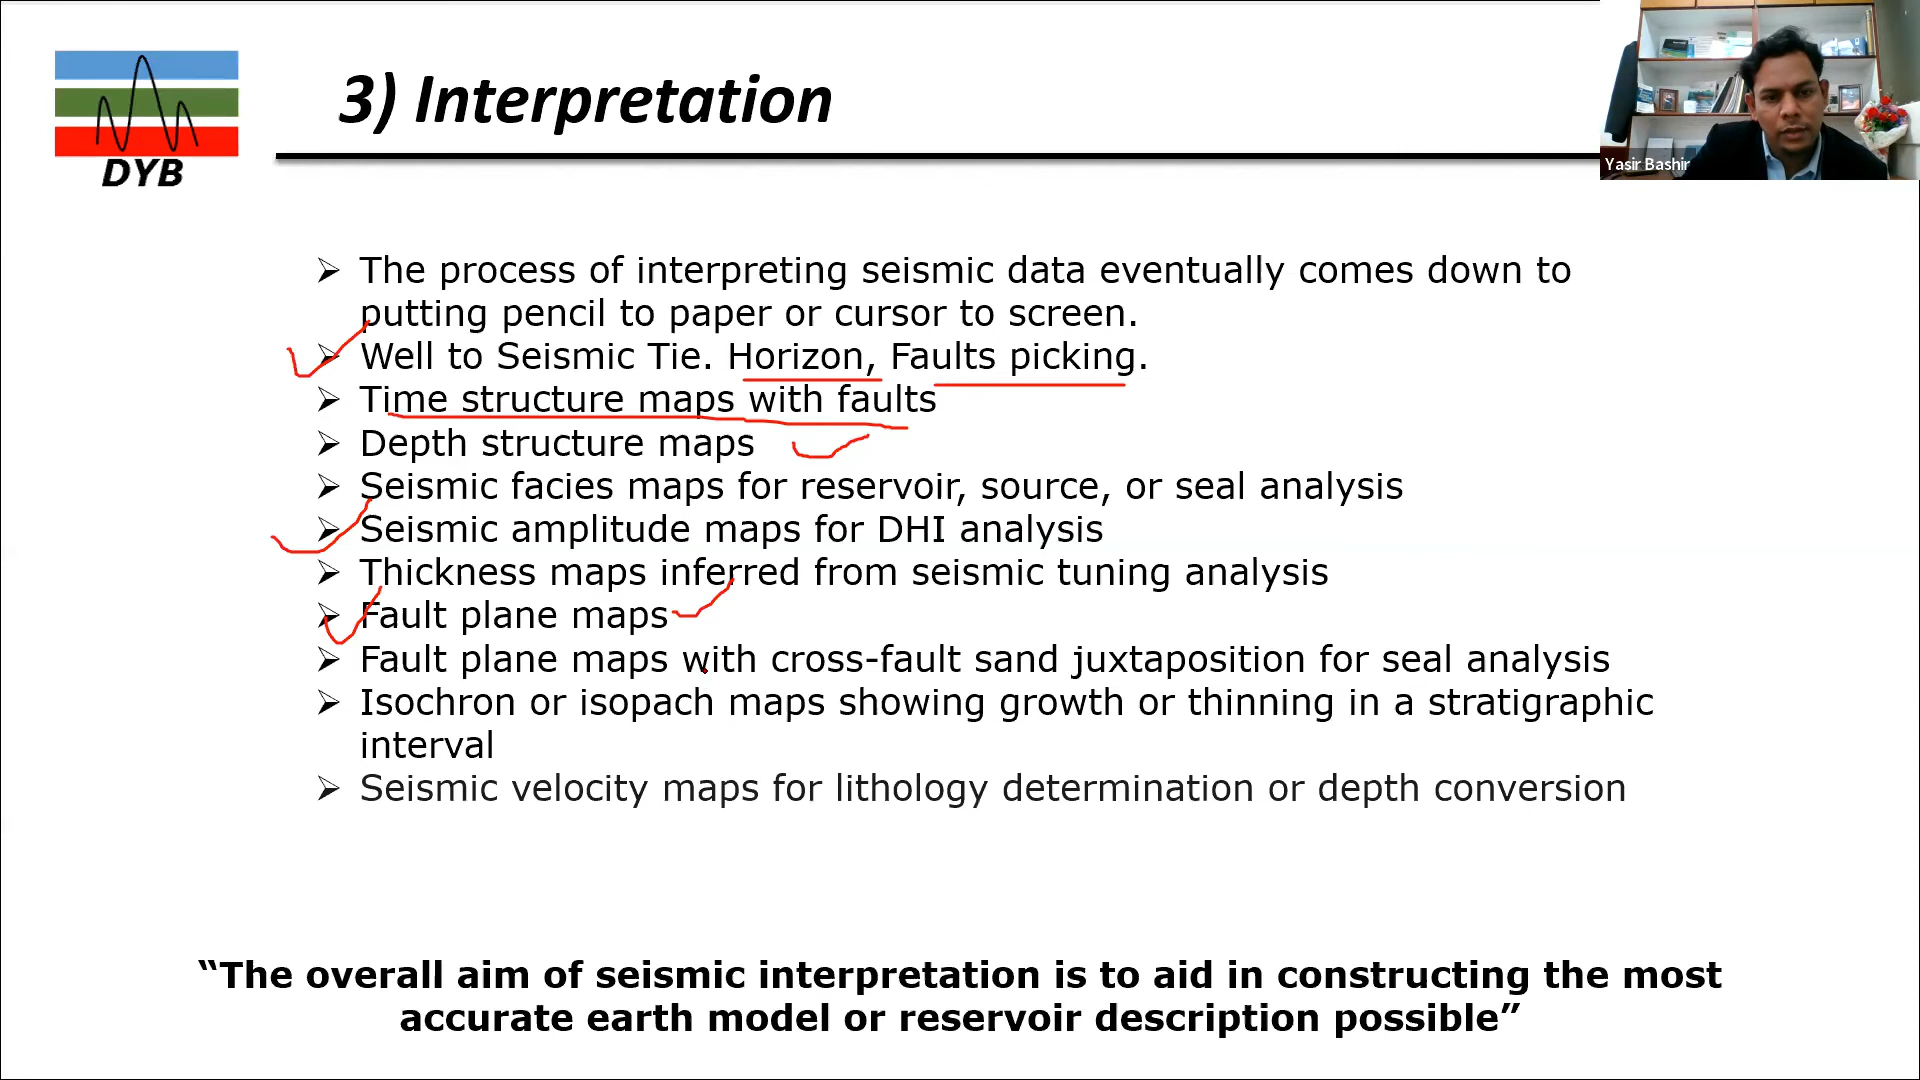 3) Interpretation
DYB
Yasir Bashir
➢ The process of interpreting seismic data eventually comes down to
putting pencil to paper or cursor to screen.
➢ Well to Seismic Tie. Horizon, Faults picking.
➢ Time structure maps with faults
➢ Depth structure maps
➢ Seismic facies maps for reservoir, source, or seal analysis
➢ Seismic amplitude maps for DHI analysis
➢ Thickness maps inferred from seismic tuning analysis
➢ Fault plane maps
➢ Fault plane maps with cross-fault sand juxtaposition for seal analysis
➢ Isochron or isopach maps showing growth or thinning in a stratigraphic
interval
➢ Seismic velocity maps for lithology determination or depth conversion
“The overall aim of seismic interpretation is to aid in constructing the most
accurate earth model or reservoir description possible”